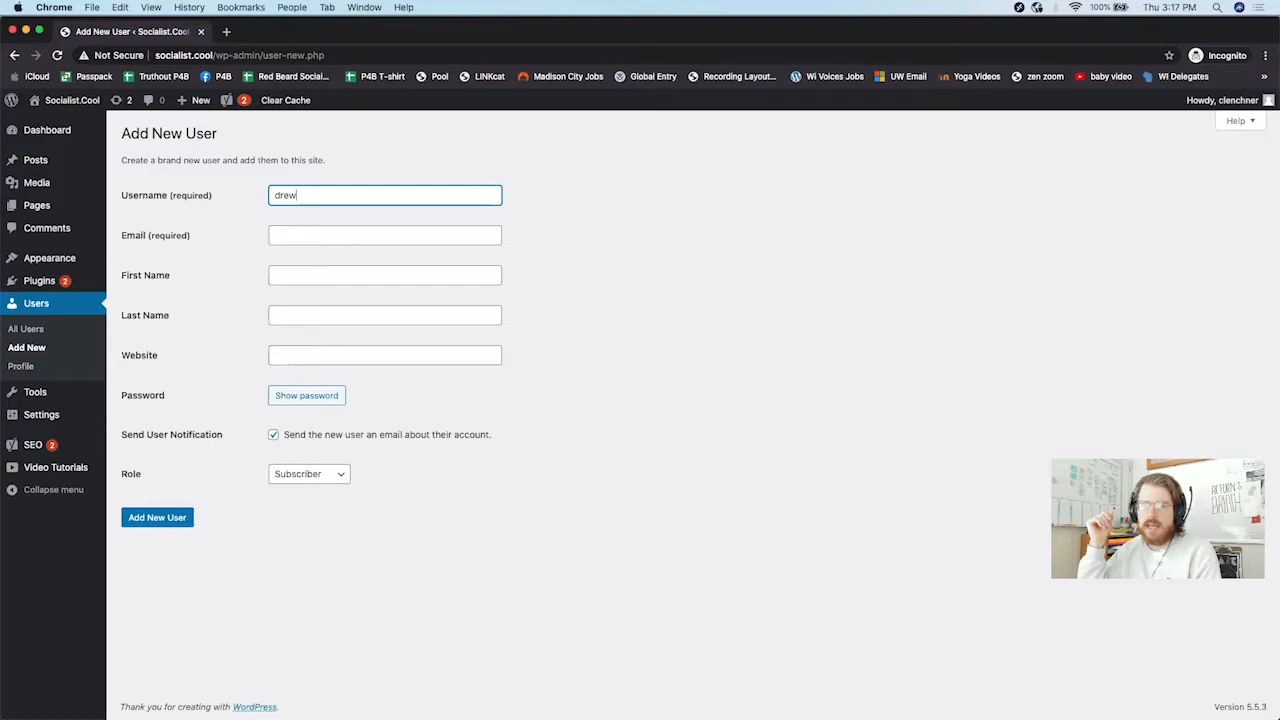 Chrome File Edit View History Bookmarks People Tab Window Help 100% Thu 3:17 PM
Add New User ‹ Socialist.Cool
Not Secure socialist.cool/wp-admin/user-new.php Incognito
iCloud Passpack Truthout P4B P4B Red Beard Social... P4B T-shirt Pool LINKcat Madison City Jobs Global Entry Recording Layout... Wi Voices Jobs UW Email Yoga Videos zen zoom baby video WI Delegates
Socialist.Cool 2 0 New 2 Clear Cache Howdy, clenchner
Help
Dashboard
Posts
Media
Pages
Comments
Appearance
Plugins 2
Users
All Users
Add New
Profile
Tools
Settings
SEO 2
Video Tutorials
Collapse menu
Add New User
Create a brand new user and add them to this site.
Username (required) drew
Email (required)
First Name
Last Name
Website
Password Show password
Send User Notification Send the new user an email about their account.
Role Subscriber
Add New User
Thank you for creating with WordPress. Version 5.5.3